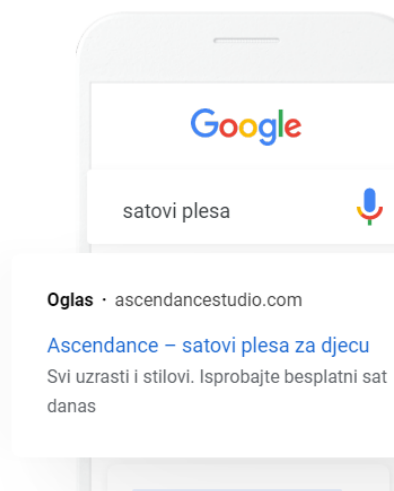 Google
satovi plesa
Oglas · ascendancestudio.com
Ascendance – satovi plesa za djecu
Svi uzrasti i stilovi. Isprobajte besplatni sat
danas